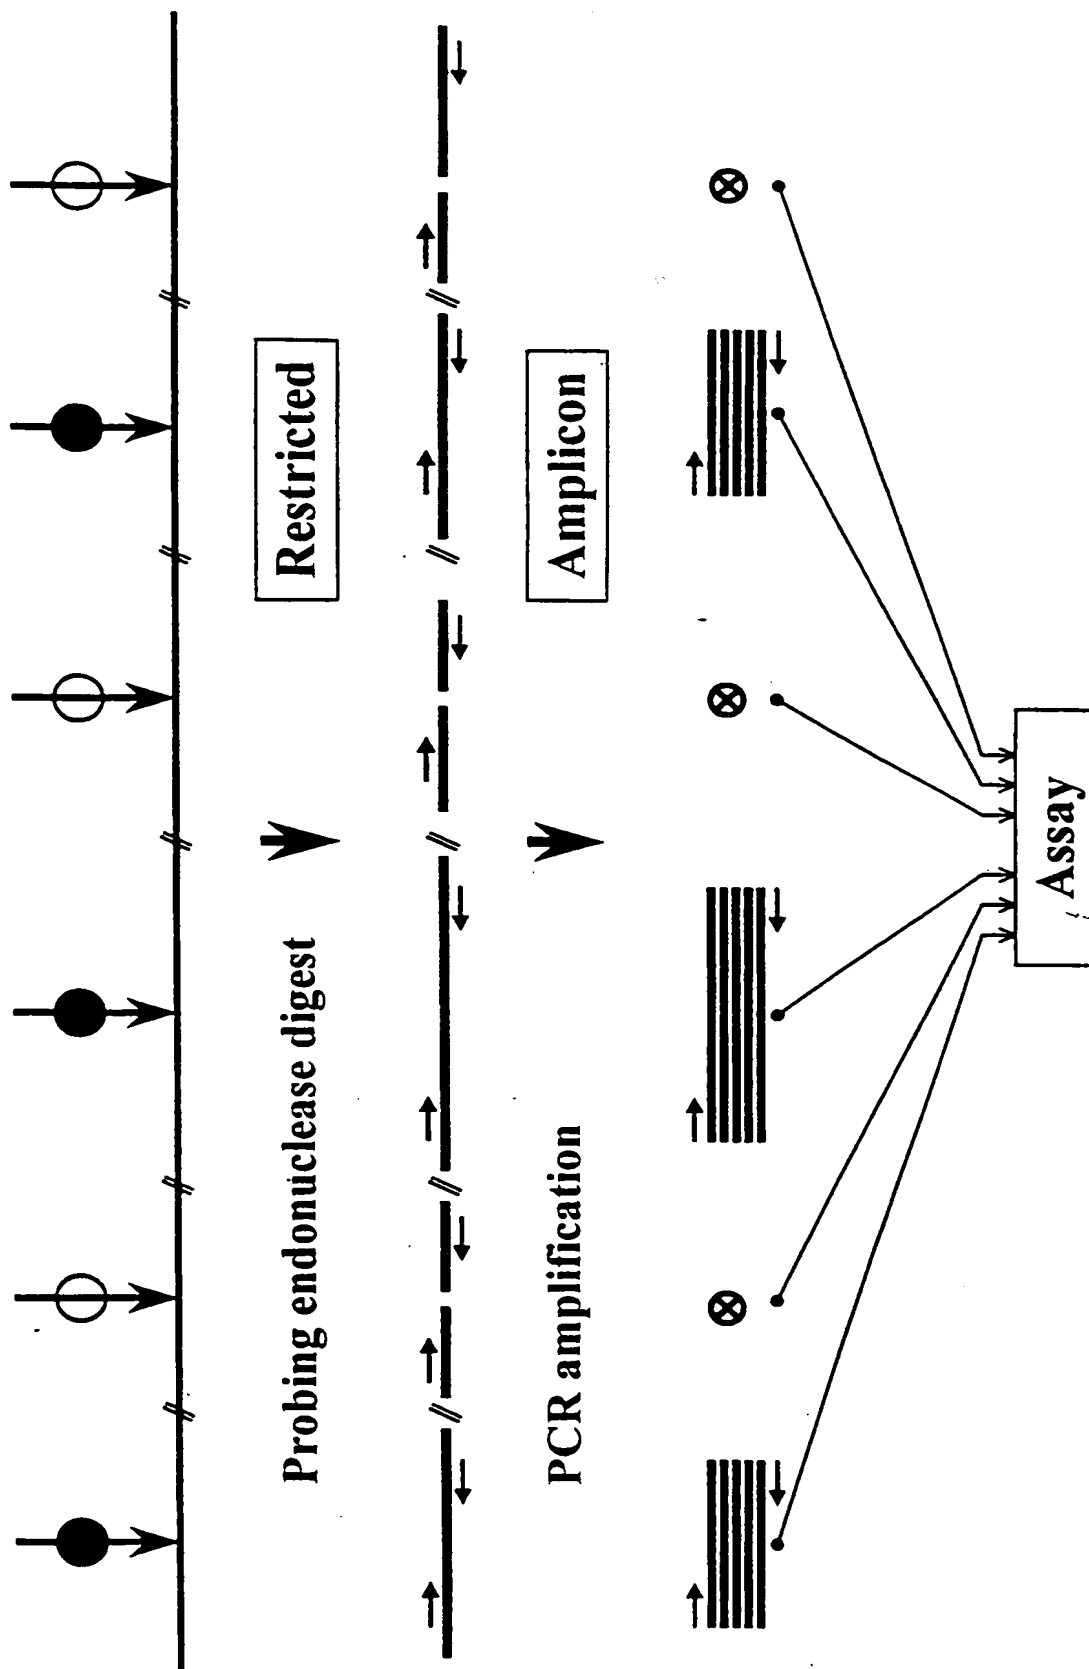 Probing endonuclease digest
Restricted
PCR amplification
Amplicon
Assay